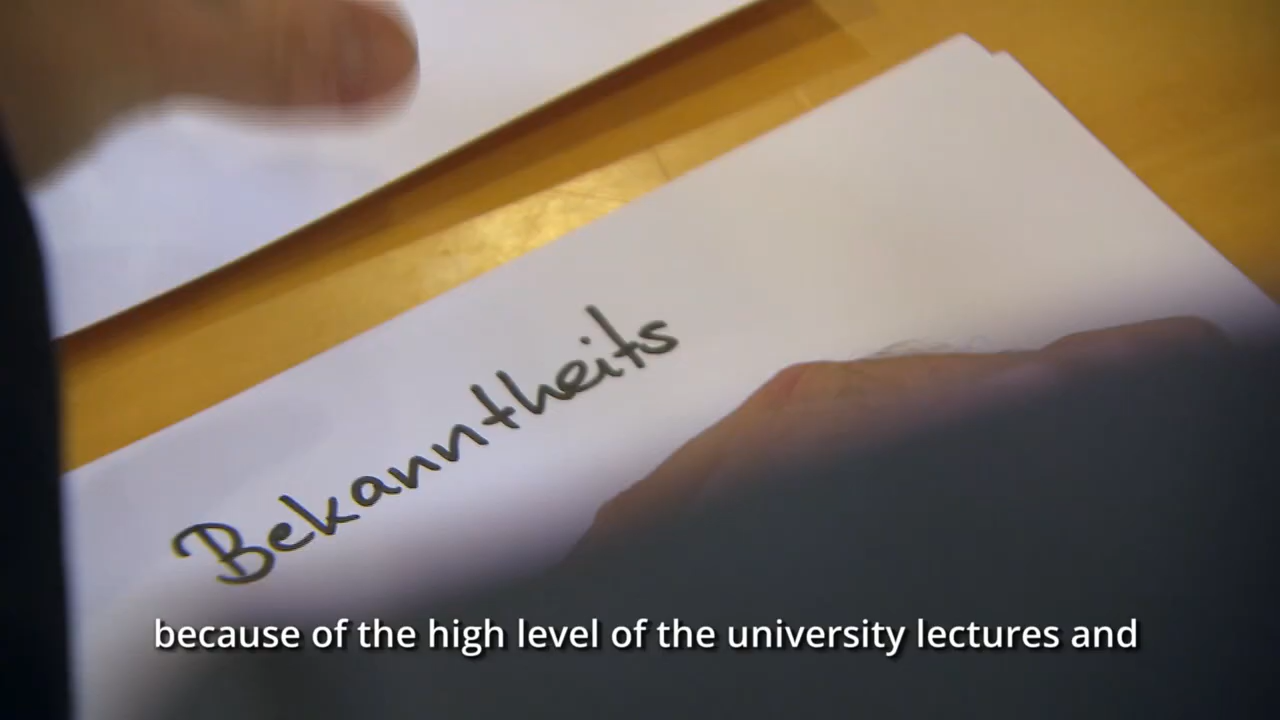 Bekanntheits
because of the high level of the university lectures and